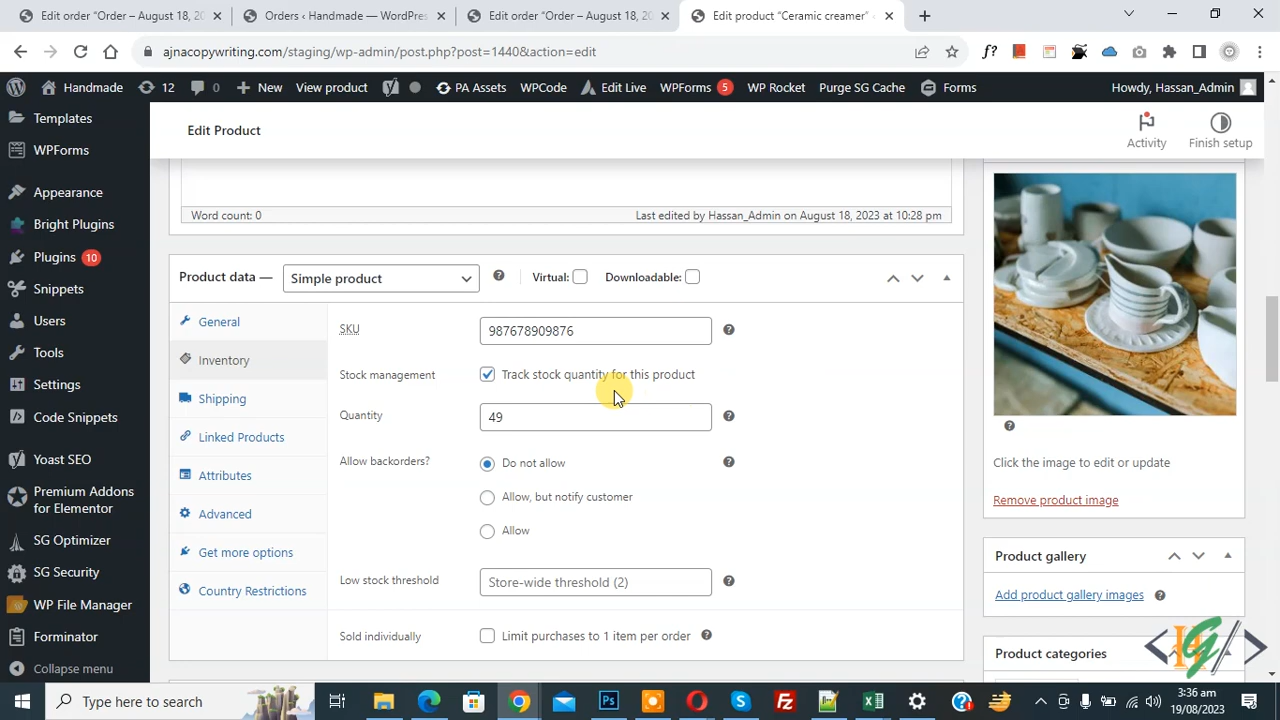 Edit order “Order – August 18, 20
Orders ‹ Handmade — WordPres
Edit order “Order – August 18, 20
Edit product “Ceramic creamer”
ajnacopywriting.com/staging/wp-admin/post.php?post=1440&action=edit
Handmade 12 0 New View product PA Assets WPCode Edit Live WPForms 5 WP Rocket Purge SG Cache Forms Howdy, Hassan_Admin
Templates
WPForms
Appearance
Bright Plugins
Plugins 10
Snippets
Users
Tools
Settings
Code Snippets
Yoast SEO
Premium Addons
for Elementor
SG Optimizer
SG Security
WP File Manager
Forminator
Collapse menu
Edit Product
Activity
Finish setup
Word count: 0
Last edited by Hassan_Admin on August 18, 2023 at 10:28 pm
Product data — Simple product Virtual: Downloadable:
General
Inventory
Shipping
Linked Products
Attributes
Advanced
Get more options
Country Restrictions
SKU 987678909876
Stock management Track stock quantity for this product
Quantity 49
Allow backorders? Do not allow
Allow, but notify customer
Allow
Low stock threshold Store-wide threshold (2)
Sold individually Limit purchases to 1 item per order
Click the image to edit or update
Remove product image
Product gallery
Add product gallery images
Product categories
Type here to search
3:36 am
19/08/2023